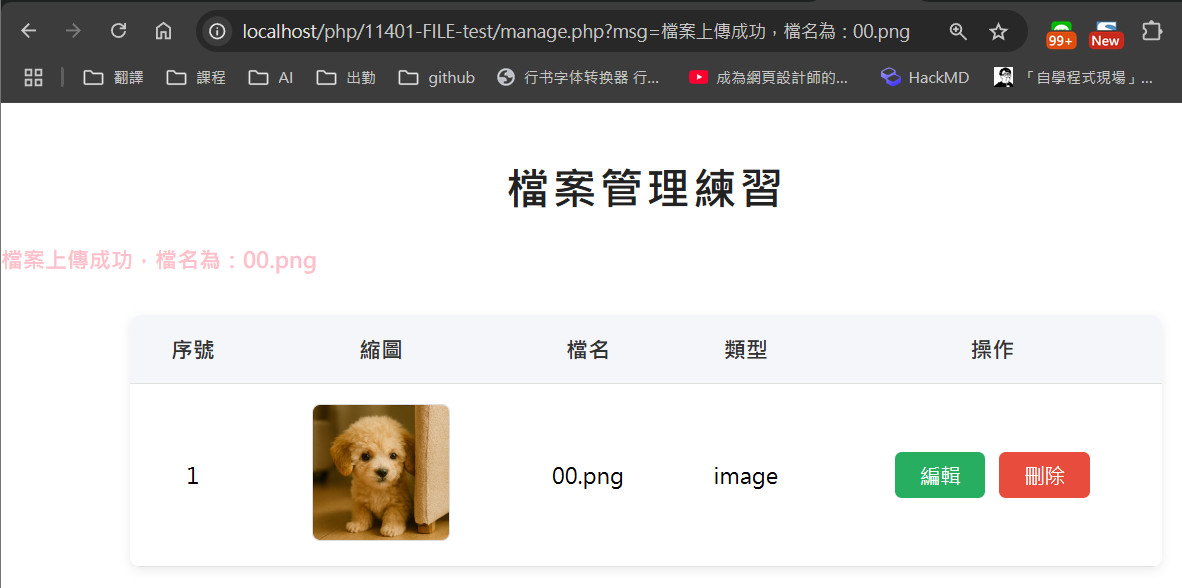 localhost/php/11401-FILE-test/manage.php?msg=檔案上傳成功，檔名為：00.png
99+
New
翻譯 課程 AI 出勤 github 行书字体转换器 行... 成為網頁設計師的... HackMD 「自學程式現場」...
檔案管理練習
檔案上傳成功，檔名為：00.png
序號 縮圖 檔名 類型 操作
1 00.png image 編輯 刪除